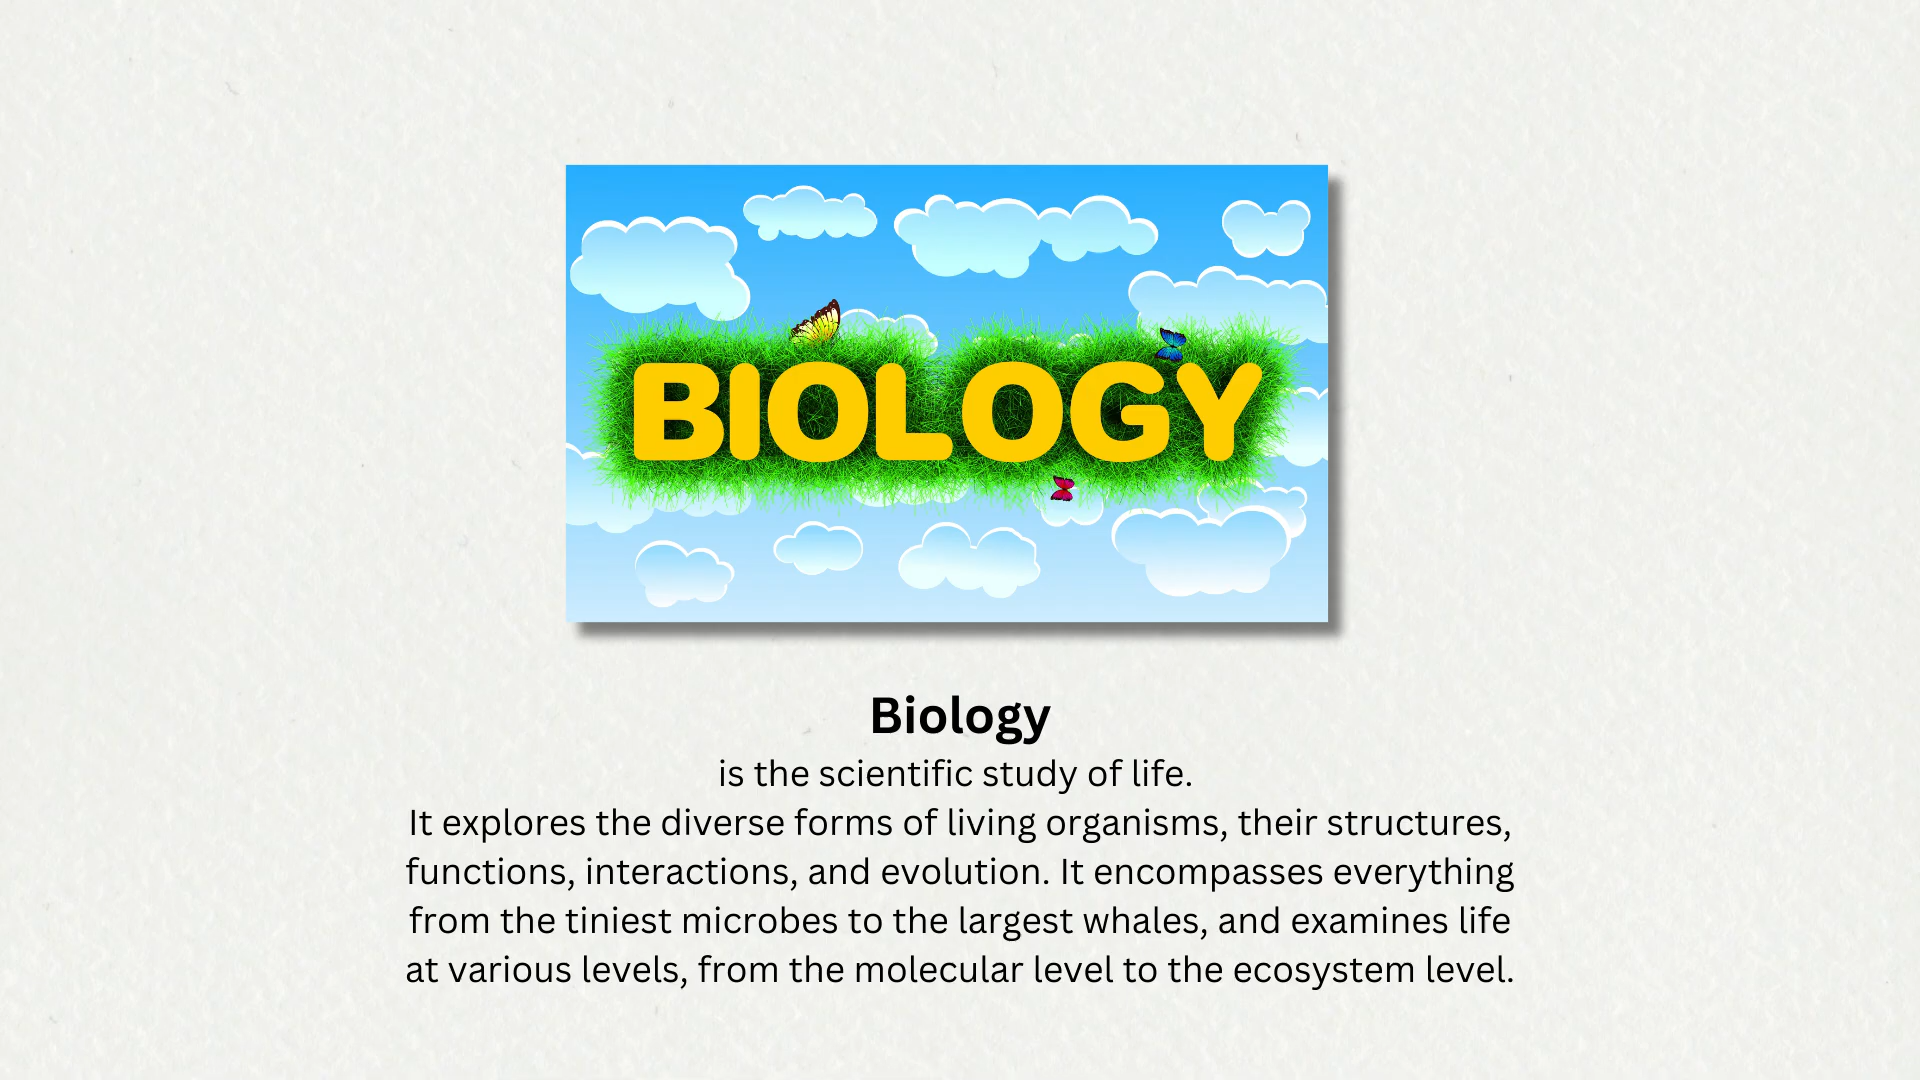 BIOLOGY
Biology
is the scientific study of life.
It explores the diverse forms of living organisms, their structures,
functions, interactions, and evolution. It encompasses everything
from the tiniest microbes to the largest whales, and examines life
at various levels, from the molecular level to the ecosystem level.